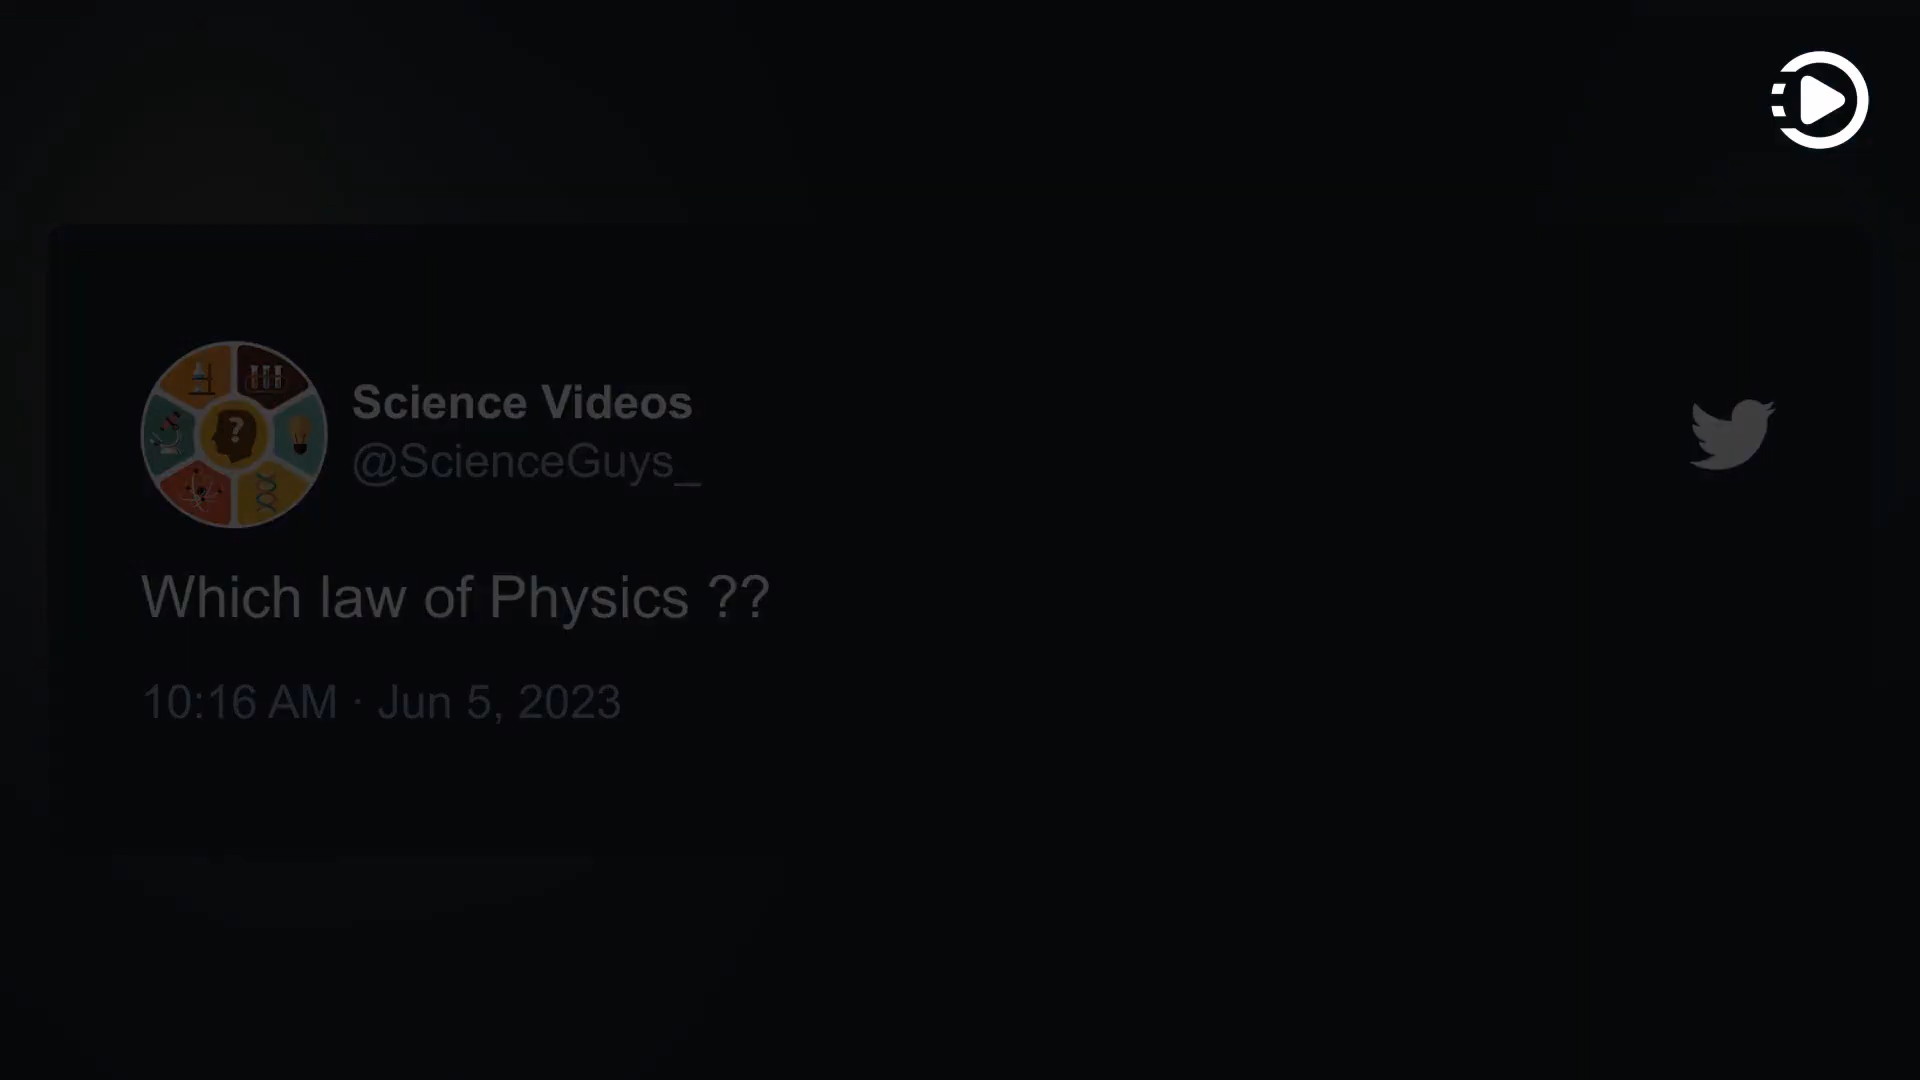 Science Videos
@ScienceGuys_
Which law of Physics ??
10:16 AM · Jun 5, 2023